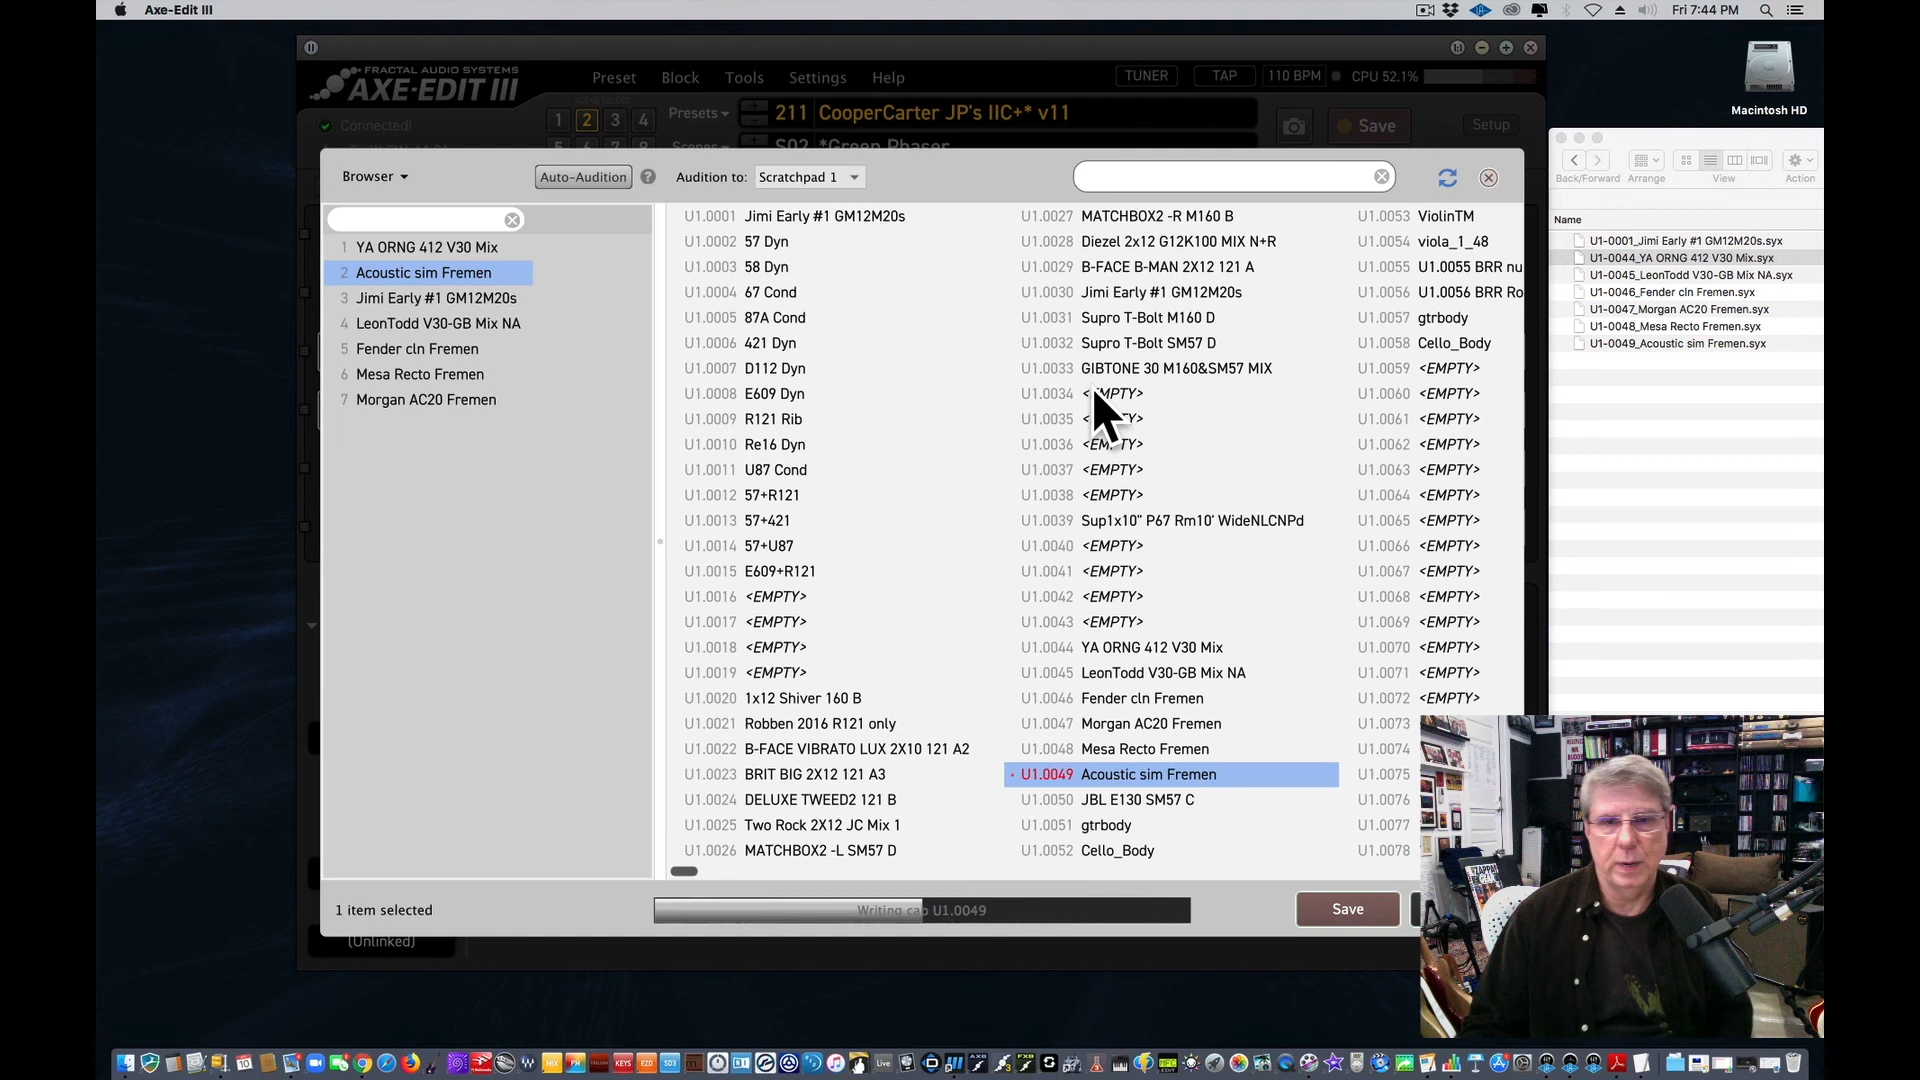 Axe-Edit III
Fri 7:44 PM
Macintosh HD
FRACTAL AUDIO SYSTEMS
AXE-EDIT III
Preset Block Tools Settings Help
TUNER TAP 110 BPM CPU 52.1%
Connected!
1 2 3 4
Presets
211 CooperCarter JP's IIC+* v11
Save
Setup
Scenes S02 *Green Phaser
Browser
Auto-Audition ? Audition to: Scratchpad 1
1 YA ORNG 412 V30 Mix
2 Acoustic sim Fremen
3 Jimi Early #1 GM12M20s
4 LeonTodd V30-GB Mix NA
5 Fender cln Fremen
6 Mesa Recto Fremen
7 Morgan AC20 Fremen
U1.0001 Jimi Early #1 GM12M20s
U1.0002 57 Dyn
U1.0003 58 Dyn
U1.0004 67 Cond
U1.0005 87A Cond
U1.0006 421 Dyn
U1.0007 D112 Dyn
U1.0008 E609 Dyn
U1.0009 R121 Rib
U1.0010 Re16 Dyn
U1.0011 U87 Cond
U1.0012 57+R121
U1.0013 57+421
U1.0014 57+U87
U1.0015 E609+R121
U1.0016 <EMPTY>
U1.0017 <EMPTY>
U1.0018 <EMPTY>
U1.0019 <EMPTY>
U1.0020 1x12 Shiver 160 B
U1.0021 Robben 2016 R121 only
U1.0022 B-FACE VIBRATO LUX 2X10 121 A2
U1.0023 BRIT BIG 2X12 121 A3
U1.0024 DELUXE TWEED2 121 B
U1.0025 Two Rock 2X12 JC Mix 1
U1.0026 MATCHBOX2 -L SM57 D
U1.0027 MATCHBOX2 -R M160 B
U1.0028 Diezel 2x12 G12K100 MIX N+R
U1.0029 B-FACE B-MAN 2X12 121 A
U1.0030 Jimi Early #1 GM12M20s
U1.0031 Supro T-Bolt M160 D
U1.0032 Supro T-Bolt SM57 D
U1.0033 GIBTONE 30 M160&SM57 MIX
U1.0034 <EMPTY>
U1.0035 <EMPTY>
U1.0036 <EMPTY>
U1.0037 <EMPTY>
U1.0038 <EMPTY>
U1.0039 Sup1x10" P67 Rm10' WideNLCNPd
U1.0040 <EMPTY>
U1.0041 <EMPTY>
U1.0042 <EMPTY>
U1.0043 <EMPTY>
U1.0044 YA ORNG 412 V30 Mix
U1.0045 LeonTodd V30-GB Mix NA
U1.0046 Fender cln Fremen
U1.0047 Morgan AC20 Fremen
U1.0048 Mesa Recto Fremen
U1.0049 Acoustic sim Fremen
U1.0050 JBL E130 SM57 C
U1.0051 gtrbody
U1.0052 Cello_Body
U1.0053 ViolinTM
U1.0054 viola_1_48
U1.0055 U1.0055 BRR nu
U1.0056 U1.0056 BRR Ro
U1.0057 gtrbody
U1.0058 Cello_Body
U1.0059 <EMPTY>
U1.0060 <EMPTY>
U1.0061 <EMPTY>
U1.0062 <EMPTY>
U1.0063 <EMPTY>
U1.0064 <EMPTY>
U1.0065 <EMPTY>
U1.0066 <EMPTY>
U1.0067 <EMPTY>
U1.0068 <EMPTY>
U1.0069 <EMPTY>
U1.0070 <EMPTY>
U1.0071 <EMPTY>
U1.0072 <EMPTY>
U1.0073
U1.0074
U1.0075
U1.0076
U1.0077
U1.0078
1 item selected
Writing cab U1.0049
Save
(Unlinked)
Back/Forward Arrange View Action
Name
U1-0001_Jimi Early #1 GM12M20s.syx
U1-0044_YA ORNG 412 V30 Mix.syx
U1-0045_LeonTodd V30-GB Mix NA.syx
U1-0046_Fender cln Fremen.syx
U1-0047_Morgan AC20 Fremen.syx
U1-0048_Mesa Recto Fremen.syx
U1-0049_Acoustic sim Fremen.syx
ZAPPA
10
MIX
PM
KEYS
EZD
SD3
Live